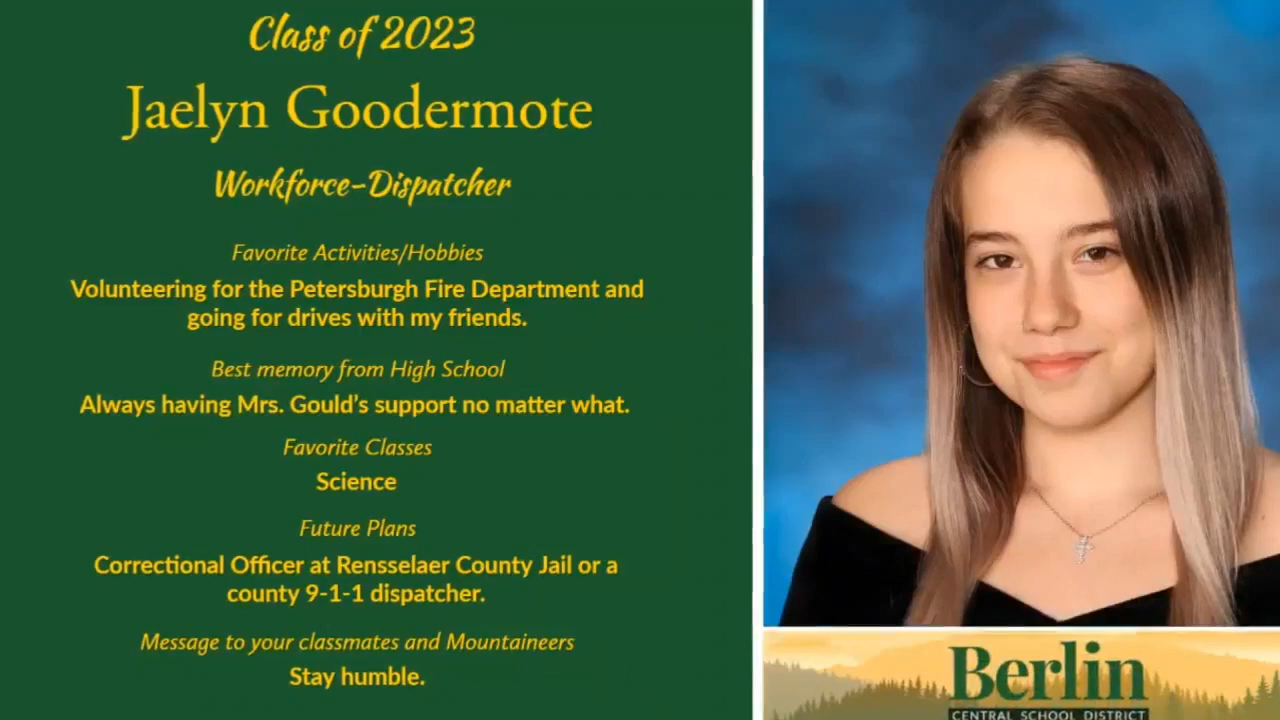 Class of 2023
Jaelyn Goodermote
Workforce-Dispatcher
Favorite Activities/Hobbies
Volunteering for the Petersburgh Fire Department and
going for drives with my friends.
Best memory from High School
Always having Mrs. Gould's support no matter what.
Favorite Classes
Science
Future Plans
Correctional Officer at Rensselaer County Jail or a
county 9-1-1 dispatcher.
Message to your classmates and Mountaineers
Stay humble.
Berlin
CENTRAL SCHOOL DISTRICT